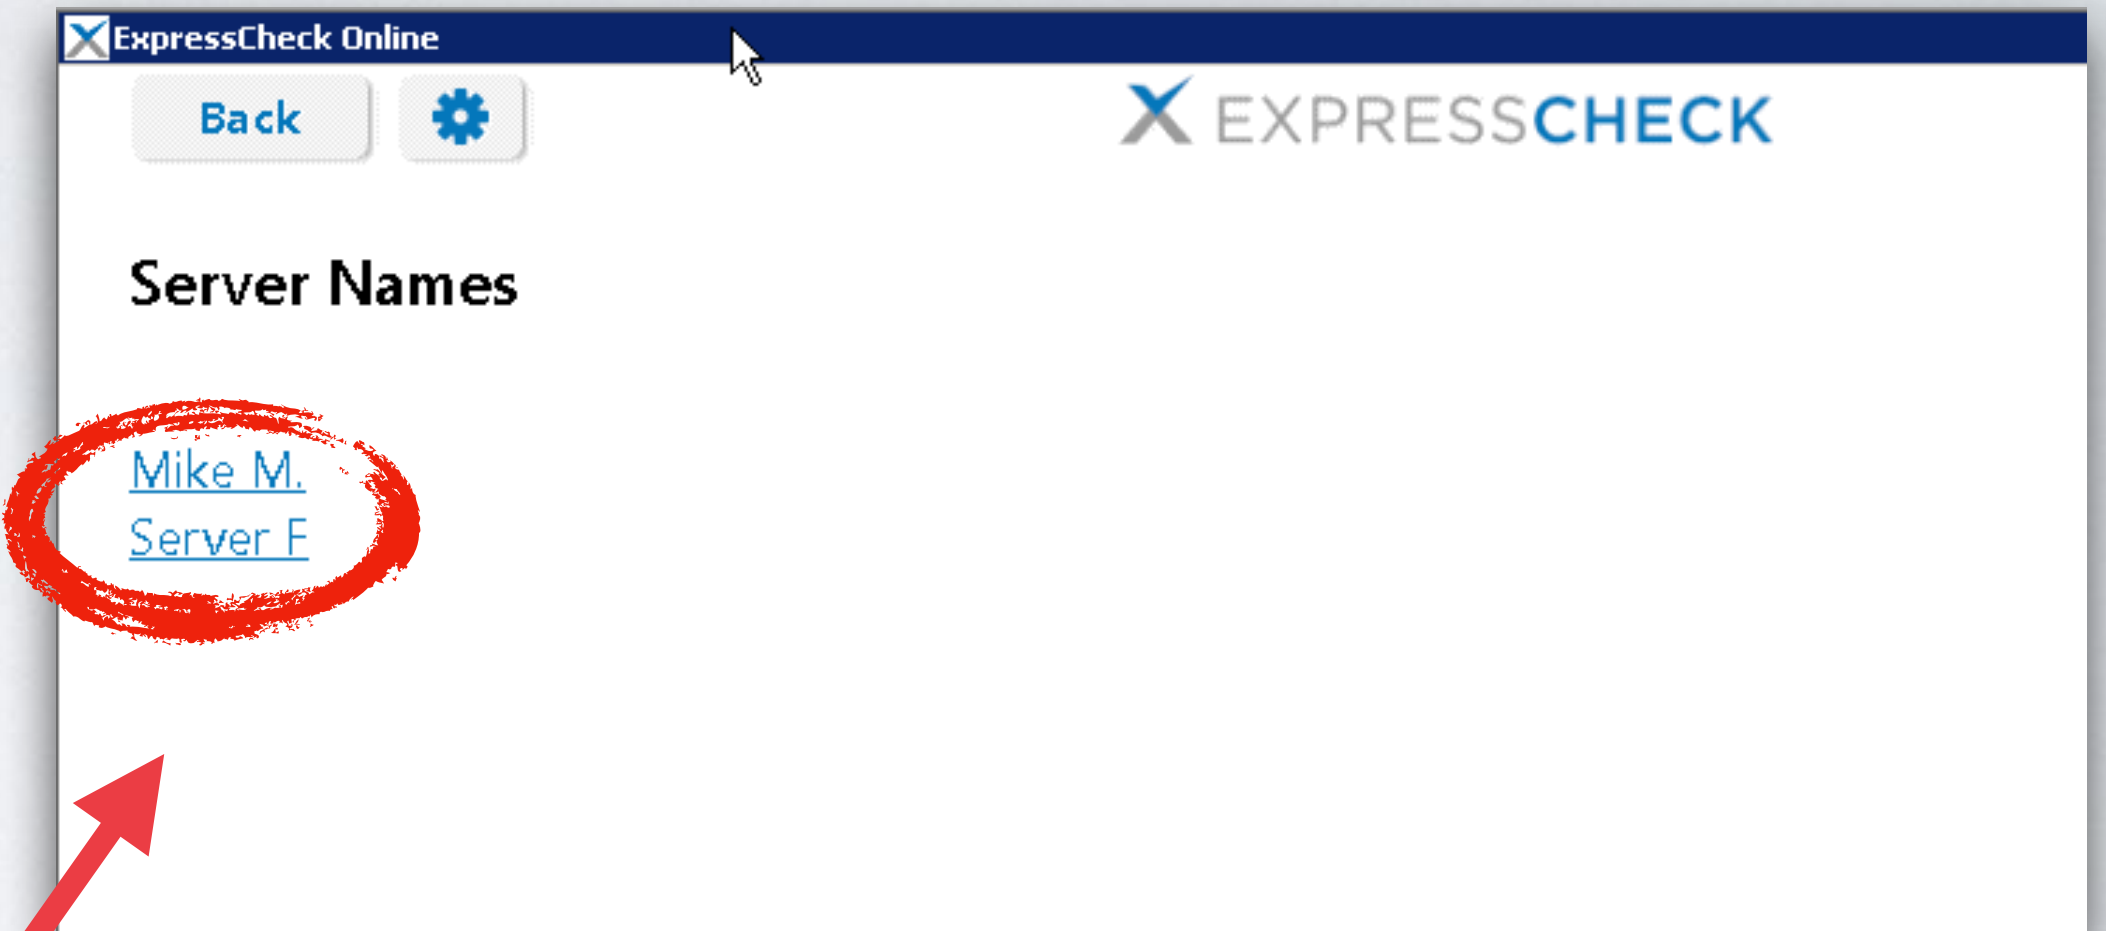 ExpressCheck Online
Back
EXPRESSCHECK
Server Names
Mike M.
Server F